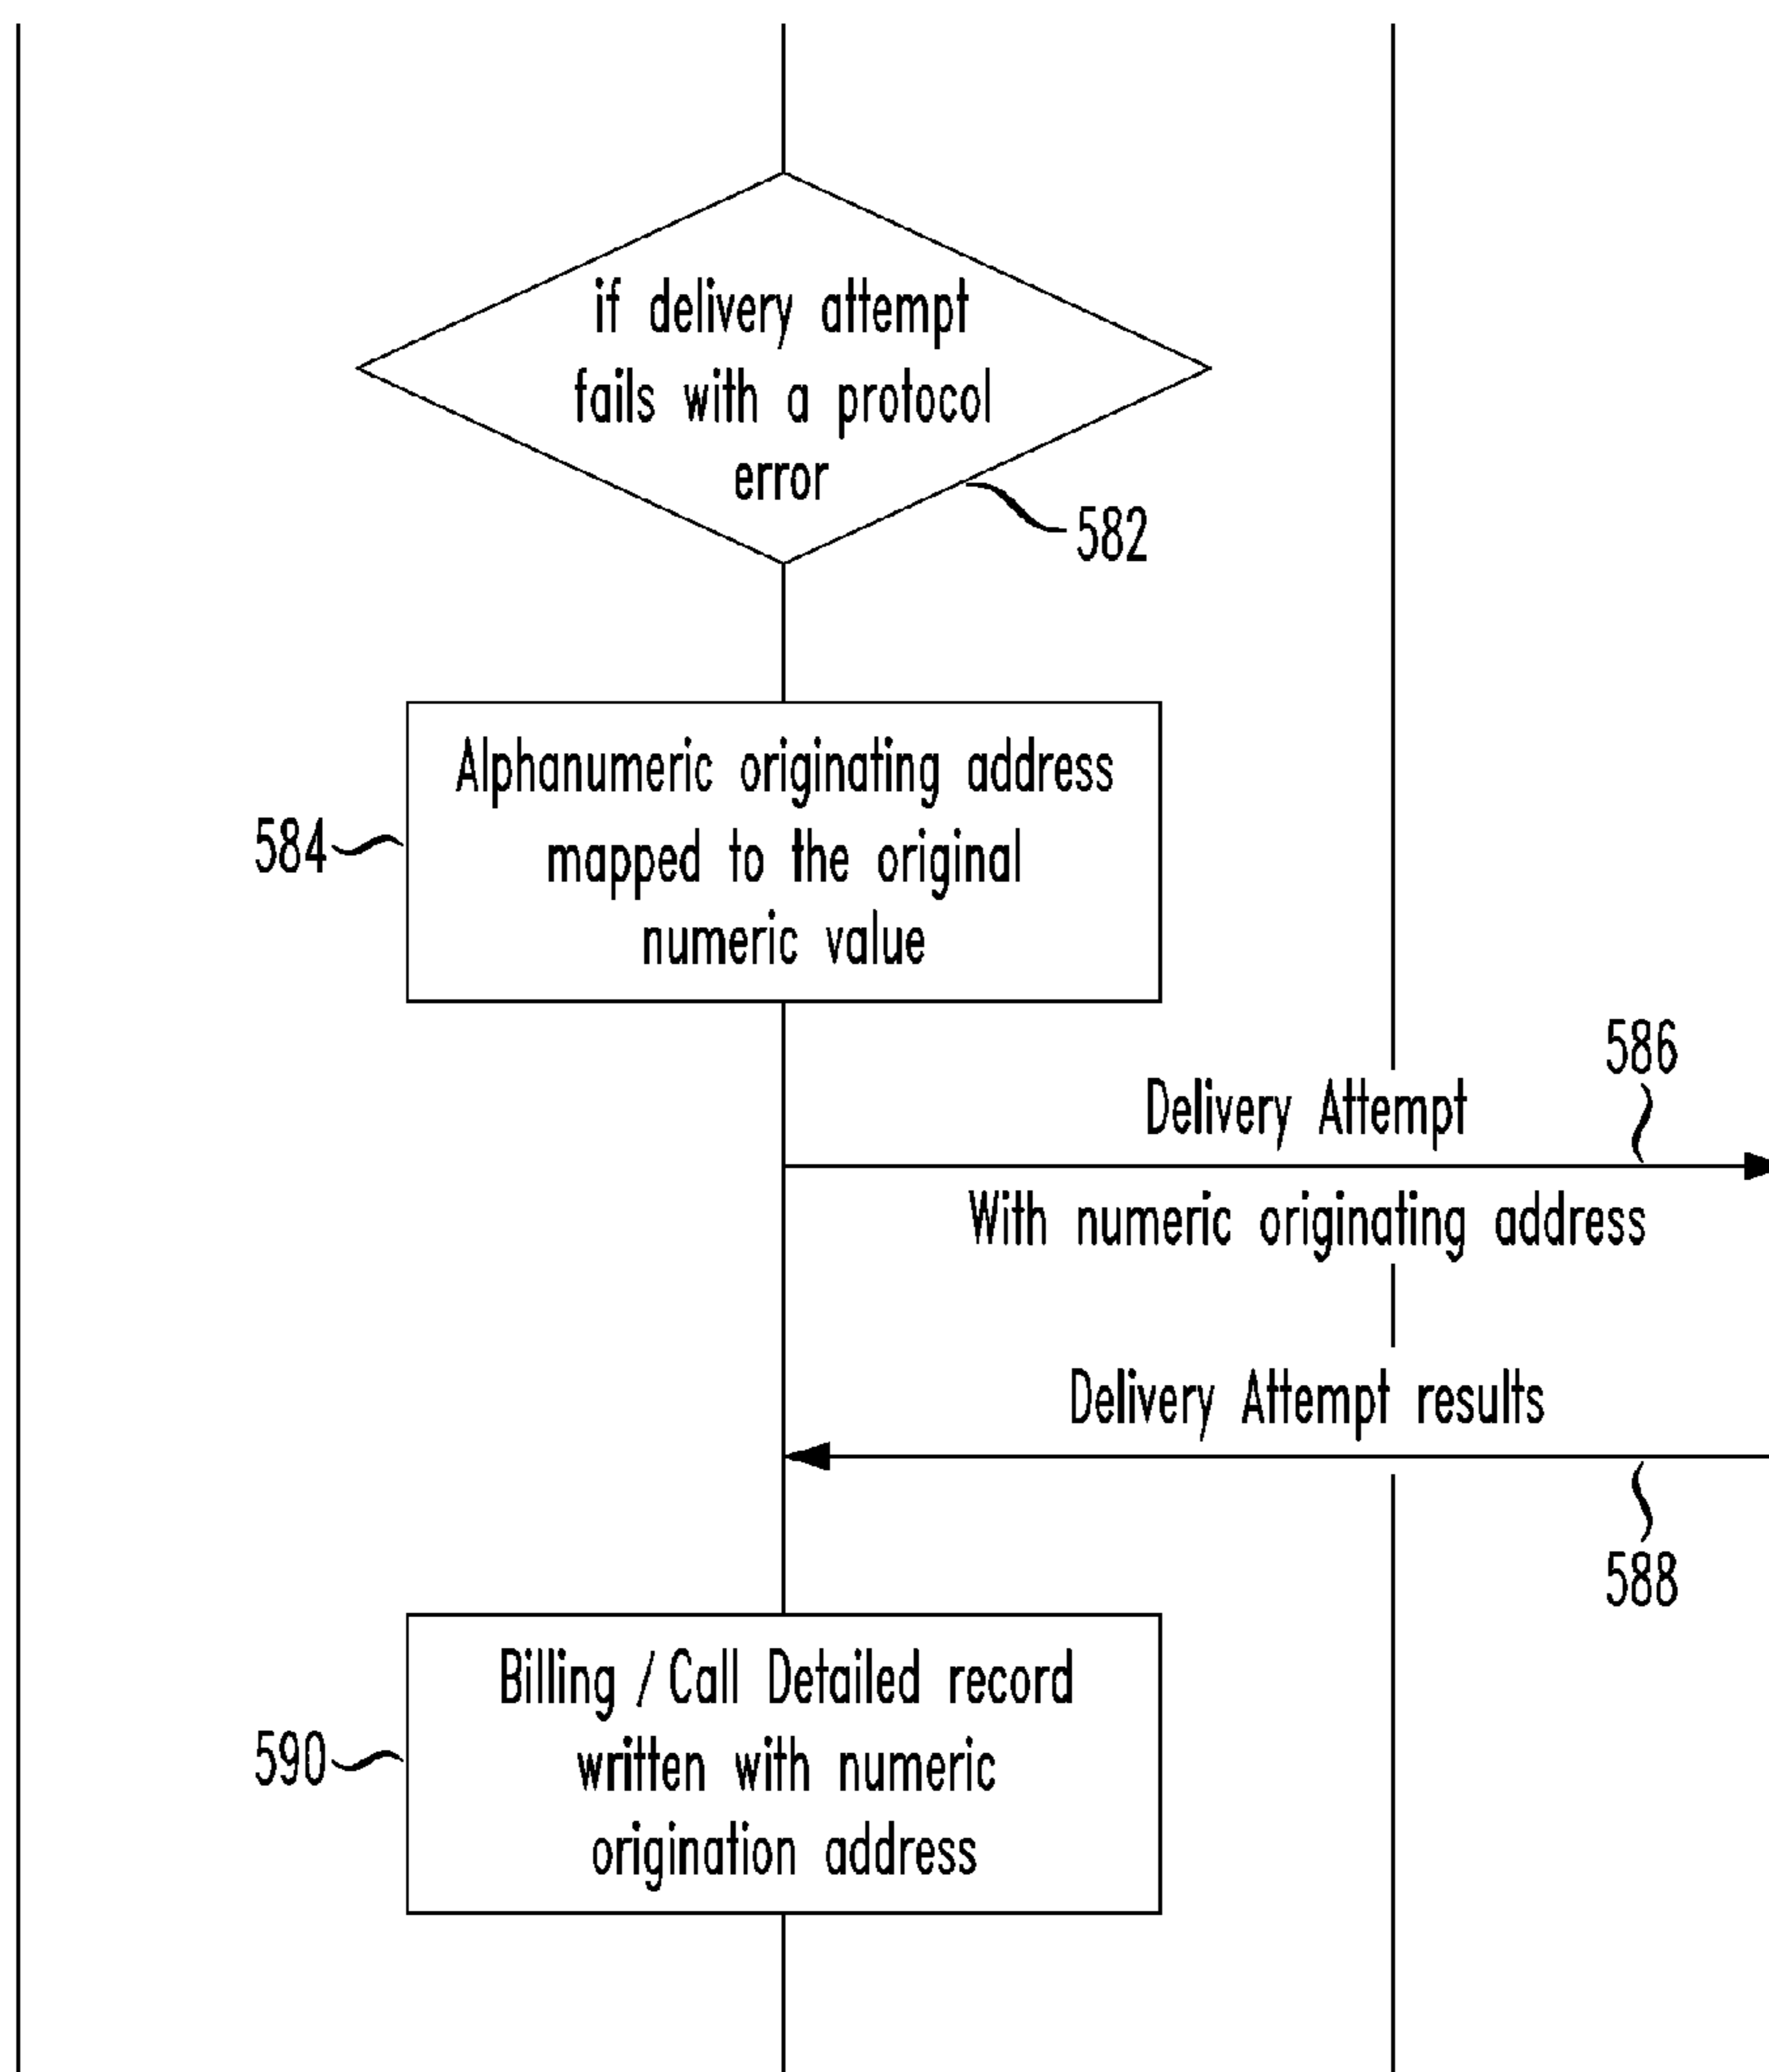 if delivery attempt
fails with a protocol
error
582
Alphanumeric originating address
mapped to the original
numeric value
584
586
Delivery Attempt
With numeric originating address
Delivery Attempt results
588
Billing / Call Detailed record
written with numeric
origination address
590